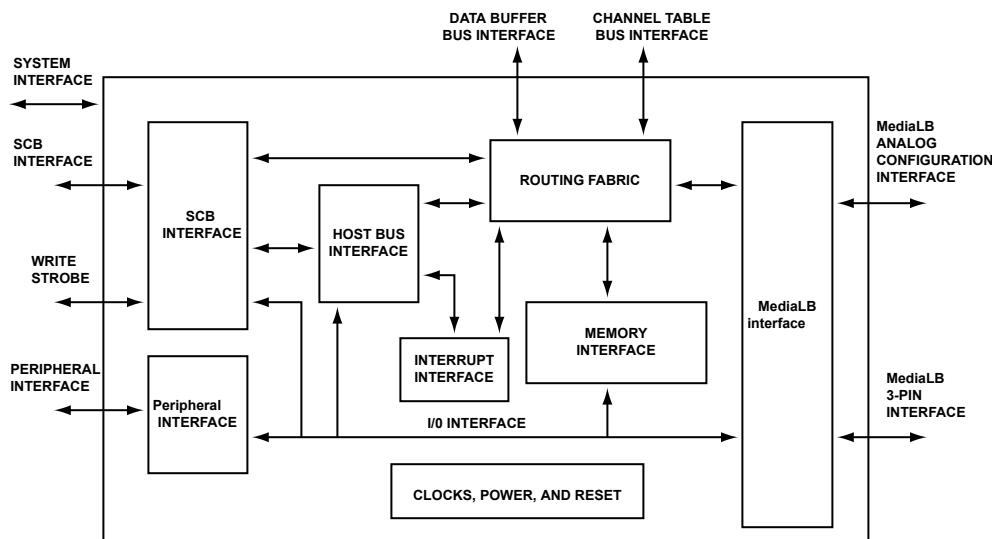 DATA BUFFER
BUS INTERFACE
CHANNEL TABLE
BUS INTERFACE
SYSTEM
INTERFACE
SCB
INTERFACE
WRITE
STROBE
PERIPHERAL
INTERFACE
SCB
INTERFACE
HOST BUS
INTERFACE
ROUTING FABRIC
INTERRUPT
INTERFACE
MEMORY
INTERFACE
Peripheral
INTERFACE
I/0 INTERFACE
CLOCKS, POWER, AND RESET
MediaLB
interface
MediaLB
ANALOG
CONFIGURATION
INTERFACE
MediaLB
3-PIN
INTERFACE